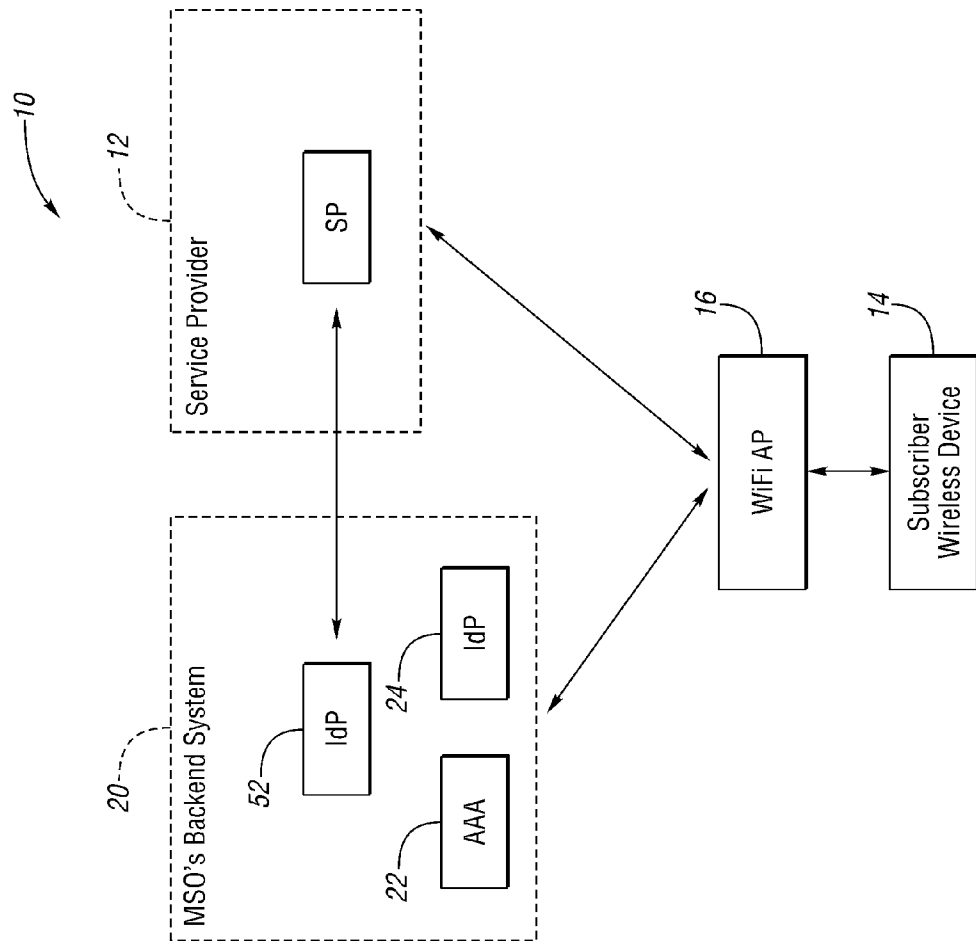 10
20
MSO's Backend System
52
IdP
22
AAA
24
IdP
12
Service Provider
SP
WiFi AP
16
Subscriber
Wireless Device
14